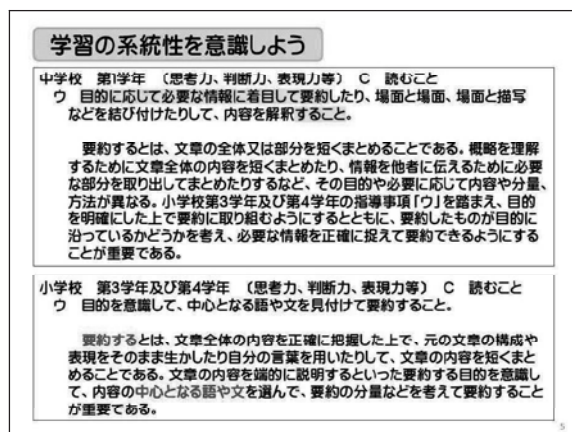 学習の系統性を意識しよう
中学校　第1学年　（思考力、判断力、表現力等）　C　読むこと
ウ　目的に応じて必要な情報に着目して要約したり、場面と場面、場面と描写
などを結び付けたりして、内容を解釈すること。
要約するとは、文章の全体又は部分を短くまとめることである。概略を理解
するために文章全体の内容を短くまとめたり、情報を他者に伝えるために必要
な部分を取り出してまとめたりするなど、その目的や必要に応じて内容や分量、
方法が異なる。小学校第3学年及び第4学年の指導事項「ウ」を踏まえ、目的
を明確にした上で要約に取り組むようにするとともに、要約したものが目的に
沿っているかどうかを考え、必要な情報を正確に捉えて要約できるようにする
ことが重要である。
小学校　第3学年及び第4学年　（思考力、判断力、表現力等）　C　読むこと
ウ　目的を意識して、中心となる語や文を見付けて要約すること。
要約するとは、文章全体の内容を正確に把握した上で、元の文章の構成や
表現をそのまま生かしたり自分の言葉を用いたりして、文章の内容を短くまと
めることである。文章の内容を端的に説明するといった要約する目的を意識し
て、内容の中心となる語や文を選んで、要約の分量などを考えて要約すること
が重要である。
5